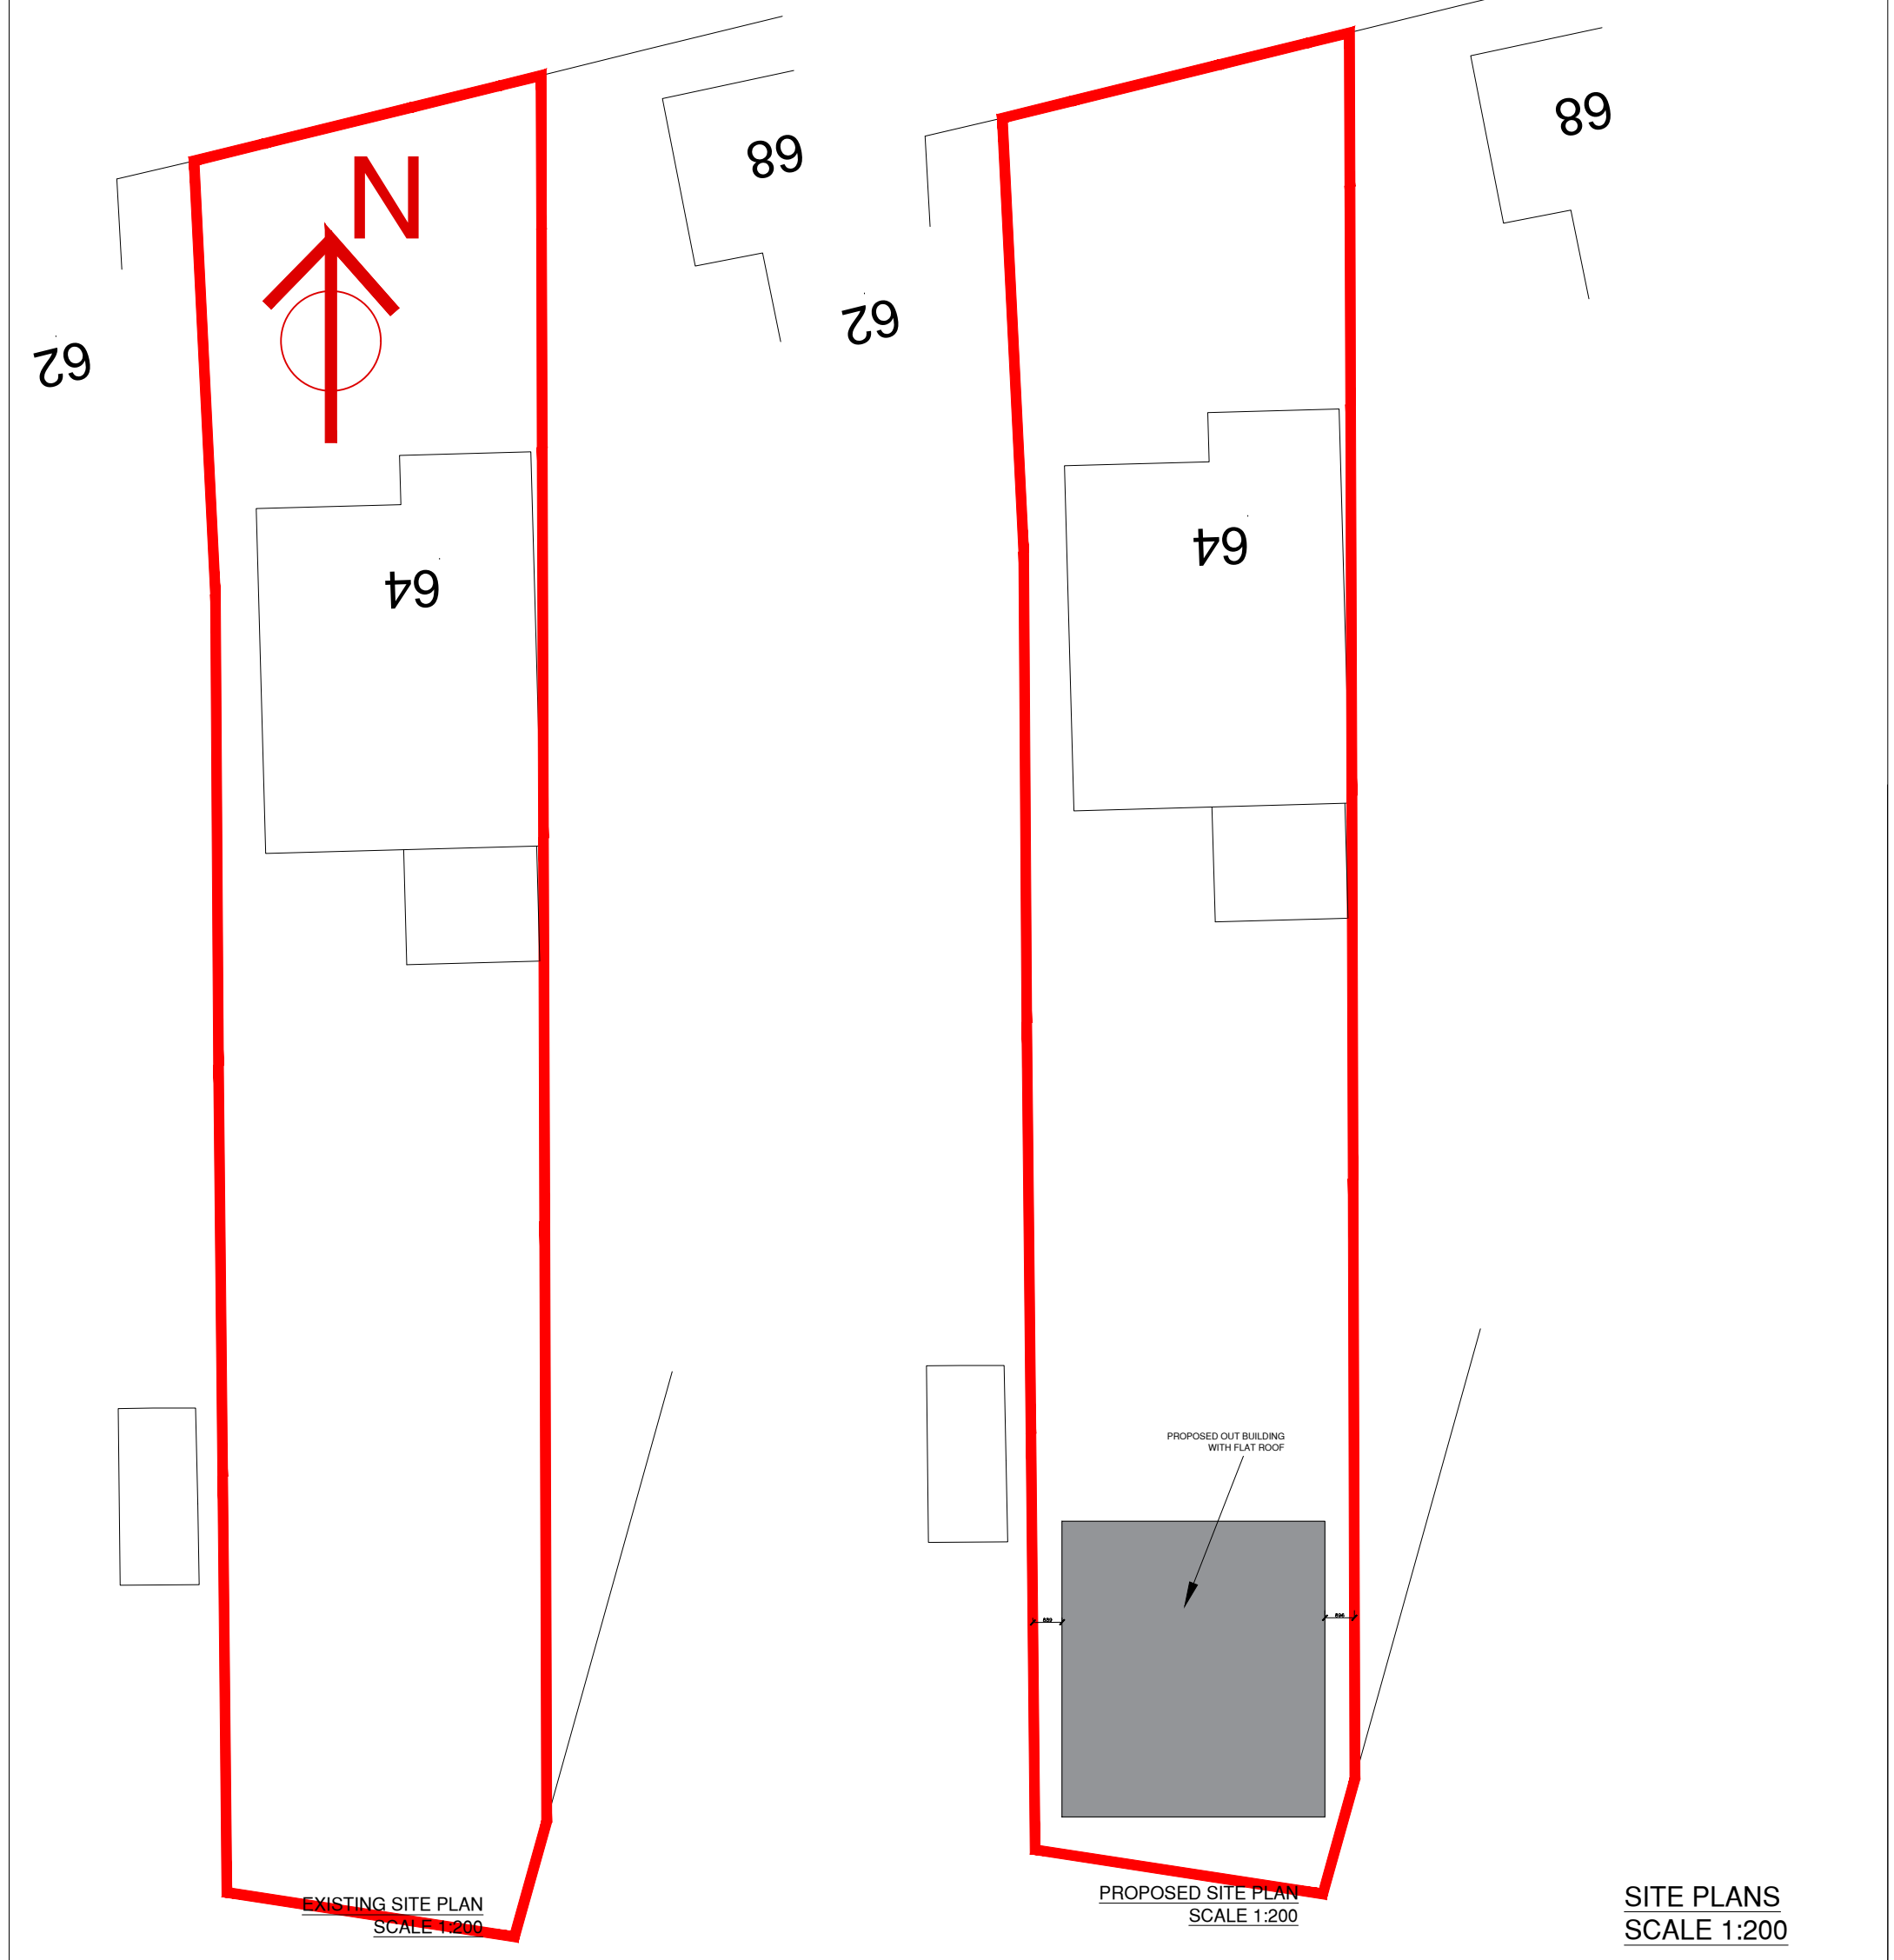 N
68
62
64
EXISTING SITE PLAN
SCALE 1:200
68
62
64
PROPOSED OUT BUILDING
WITH FLAT ROOF
PROPOSED SITE PLAN
SCALE 1:200
SITE PLANS
SCALE 1:200